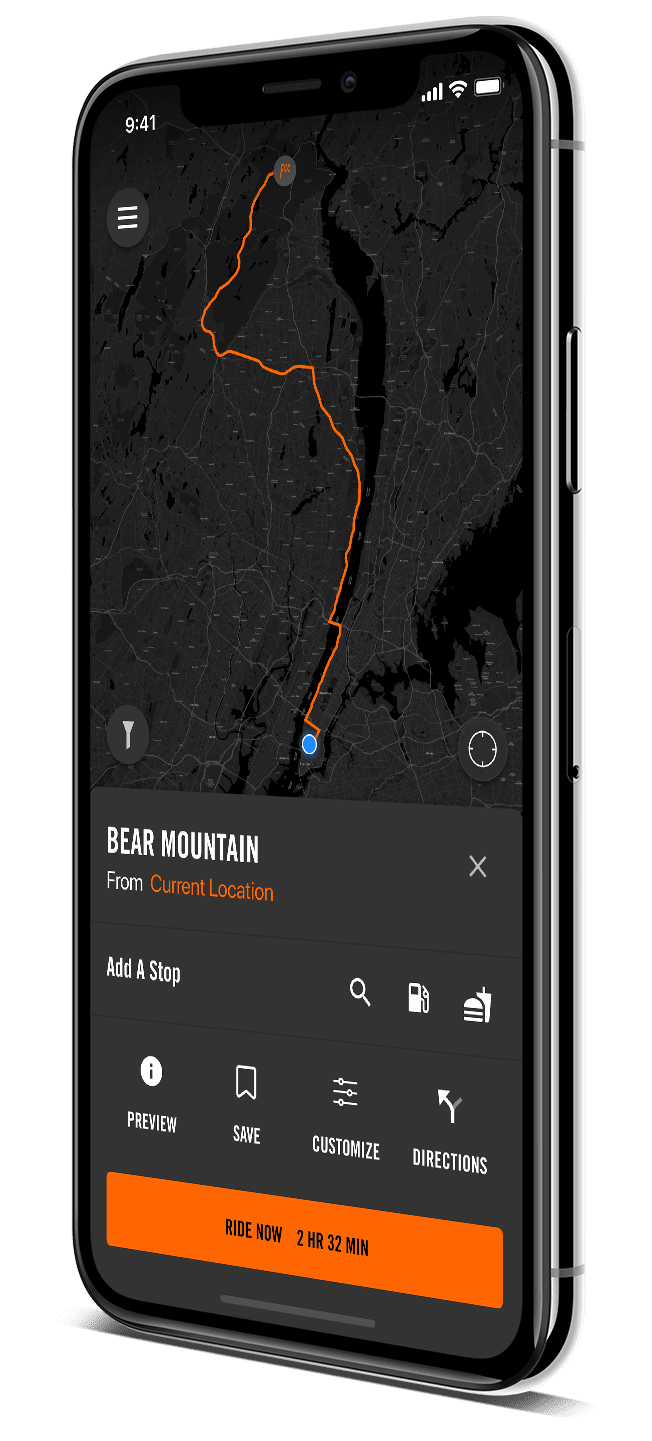 9:41
BEAR MOUNTAIN
From Current Location
Add A Stop
PREVIEW
SAVE
CUSTOMIZE
DIRECTIONS
RIDE NOW 2 HR 32 MIN